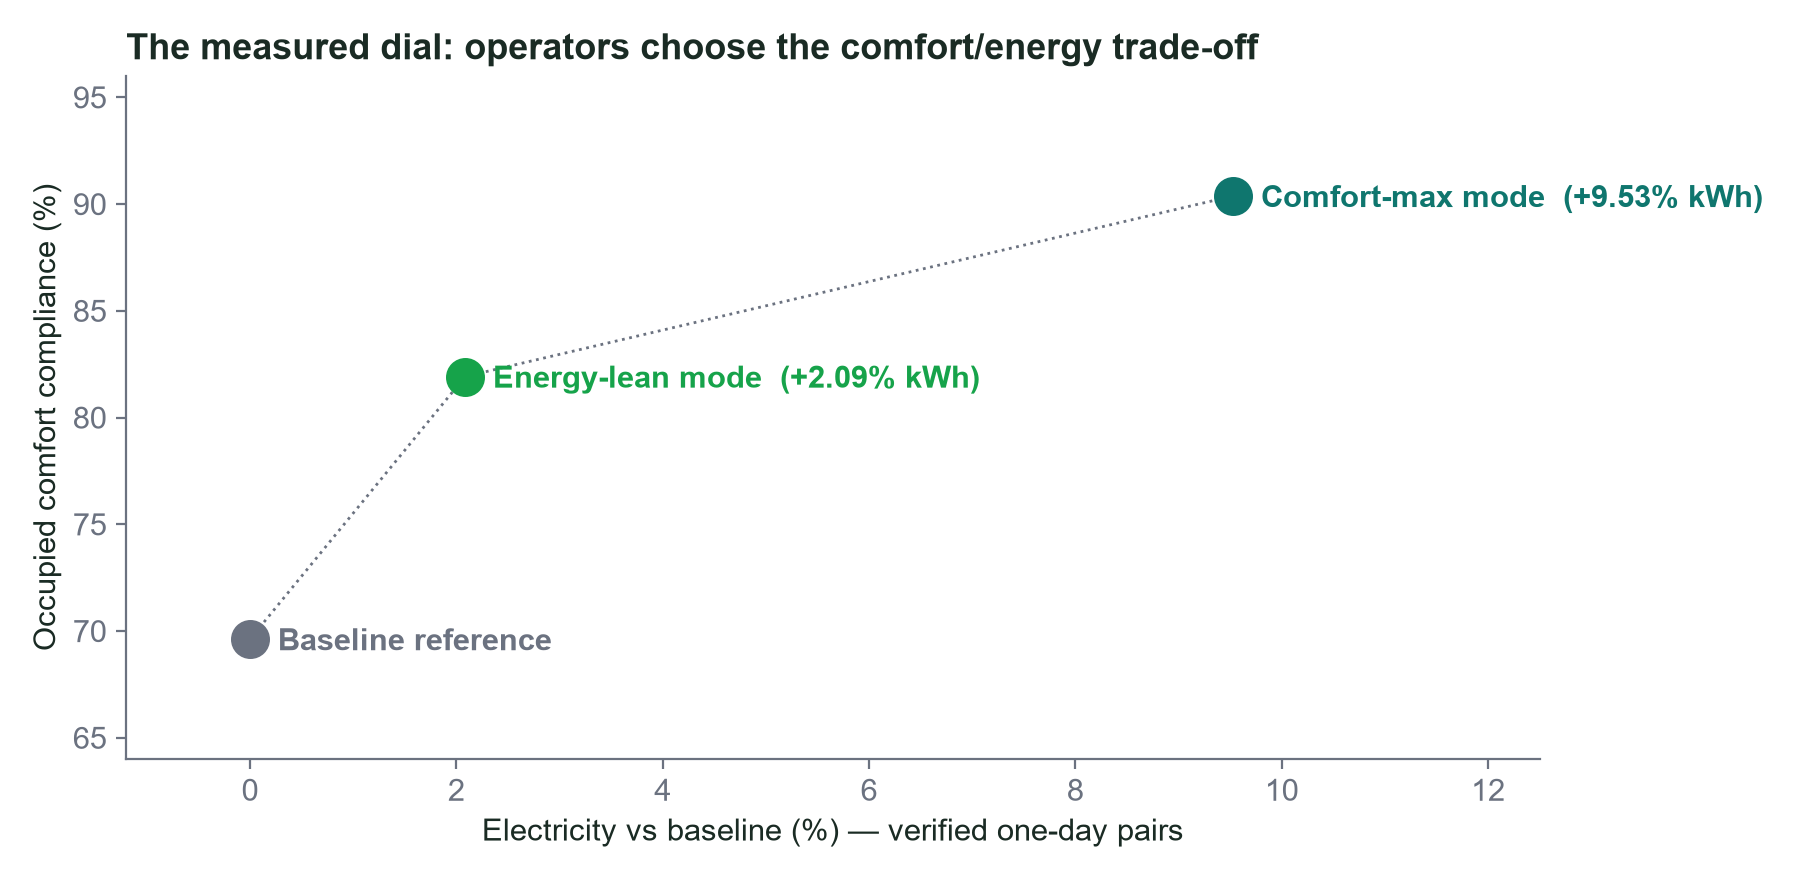 The measured dial: operators choose the comfort/energy trade-off
Occupied comfort compliance (%)
95
90
85
80
75
70
65
Comfort-max mode  (+9.53% kWh)
Energy-lean mode  (+2.09% kWh)
Baseline reference
0 2 4 6 8 10 12
Electricity vs baseline (%) — verified one-day pairs